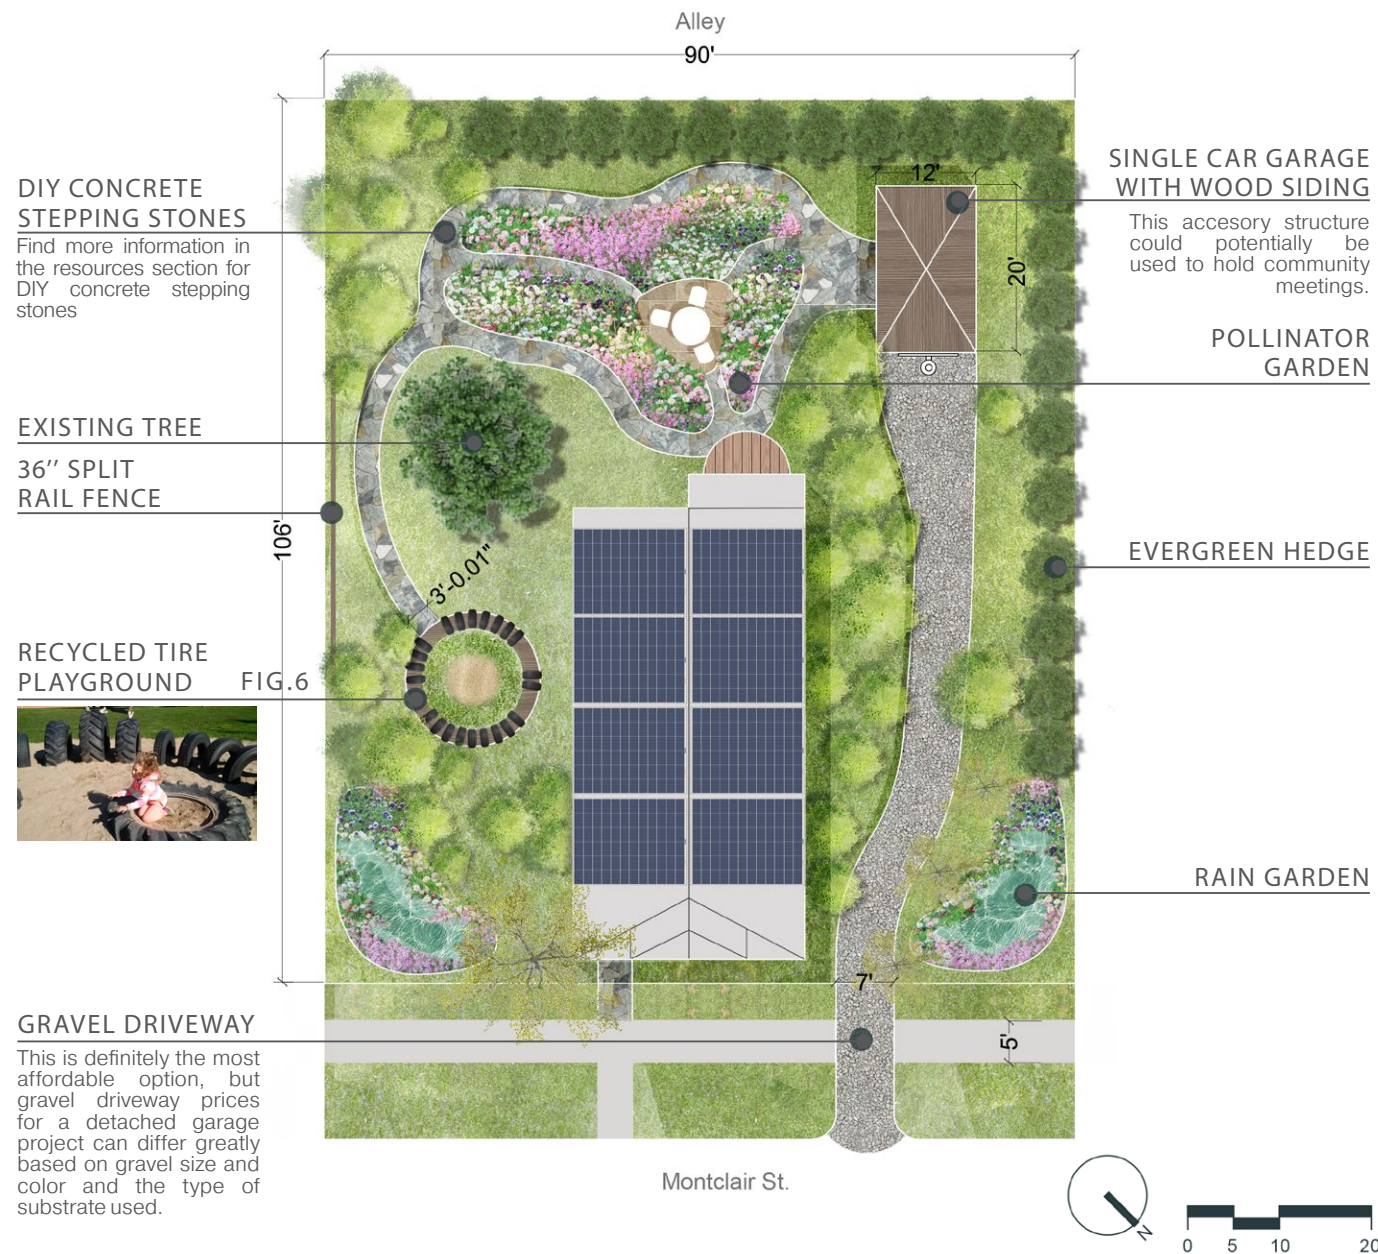 Alley
90'
DIY CONCRETE
STEPPING STONES
Find more information in
the resources section for
DIY concrete stepping
stones
EXISTING TREE
36’’ SPLIT
RAIL FENCE
106'
3'-0.01"
RECYCLED TIRE
PLAYGROUND FIG.6
GRAVEL DRIVEWAY
This is definitely the most
affordable option, but
gravel driveway prices
for a detached garage
project can differ greatly
based on gravel size and
color and the type of
substrate used.
12'
20'
SINGLE CAR GARAGE
WITH WOOD SIDING
This accesory structure
could potentially be
used to hold community
meetings.
POLLINATOR
GARDEN
EVERGREEN HEDGE
RAIN GARDEN
7'
5'
Montclair St.
N
0 5 10 20